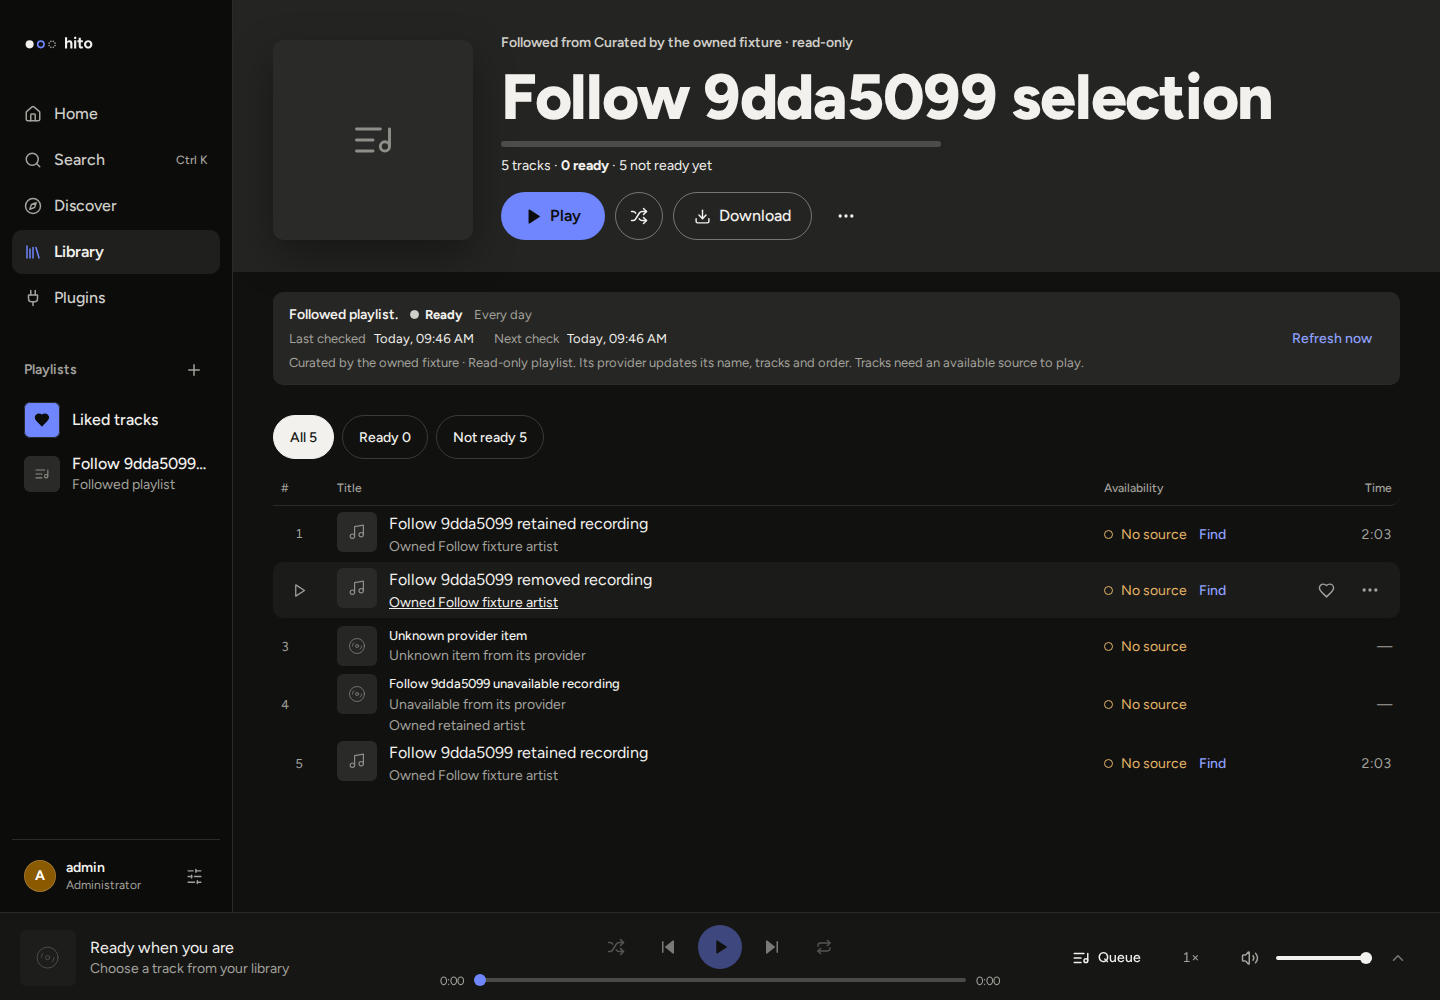 hito
Home
Search Ctrl K
Discover
Library
Plugins
Playlists
Liked tracks
Follow 9dda5099...
Followed playlist
admin
A
Administrator
Followed from Curated by the owned fixture · read-only
Follow 9dda5099 selection
5 tracks · 0 ready · 5 not ready yet
Play Download
Followed playlist. Ready Every day
Last checked Today, 09:46 AM Next check Today, 09:46 AM Refresh now
Curated by the owned fixture · Read-only playlist. Its provider updates its name, tracks and order. Tracks need an available source to play.
All 5 Ready 0 Not ready 5
# Title Availability Time
1 Follow 9dda5099 retained recording No source Find 2:03
Owned Follow fixture artist
Follow 9dda5099 removed recording No source Find
Owned Follow fixture artist
3 Unknown provider item No source —
Unknown item from its provider
Follow 9dda5099 unavailable recording
4 Unavailable from its provider No source —
Owned retained artist
5 Follow 9dda5099 retained recording No source Find 2:03
Owned Follow fixture artist
Ready when you are
Choose a track from your library
0:00 0:00
Queue 1×